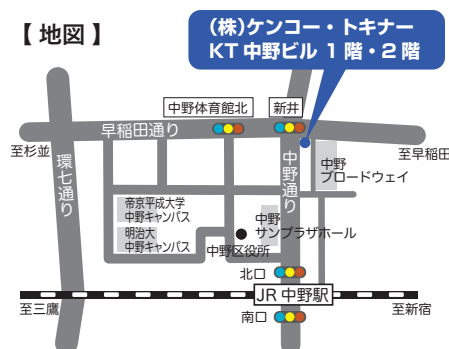 【 地図 】
(株)ケンコー・トキナー
KT 中野ビル 1 階・2 階
中野体育館北
新井
早稲田通り
至杉並
至早稲田
環七通り
中野通り
中野
ブロードウェイ
帝京平成大学
中野キャンパス
明治大
中野キャンパス
中野
サンプラザホール
中野区役所
北口
JR 中野駅
至三鷹
至新宿
南口